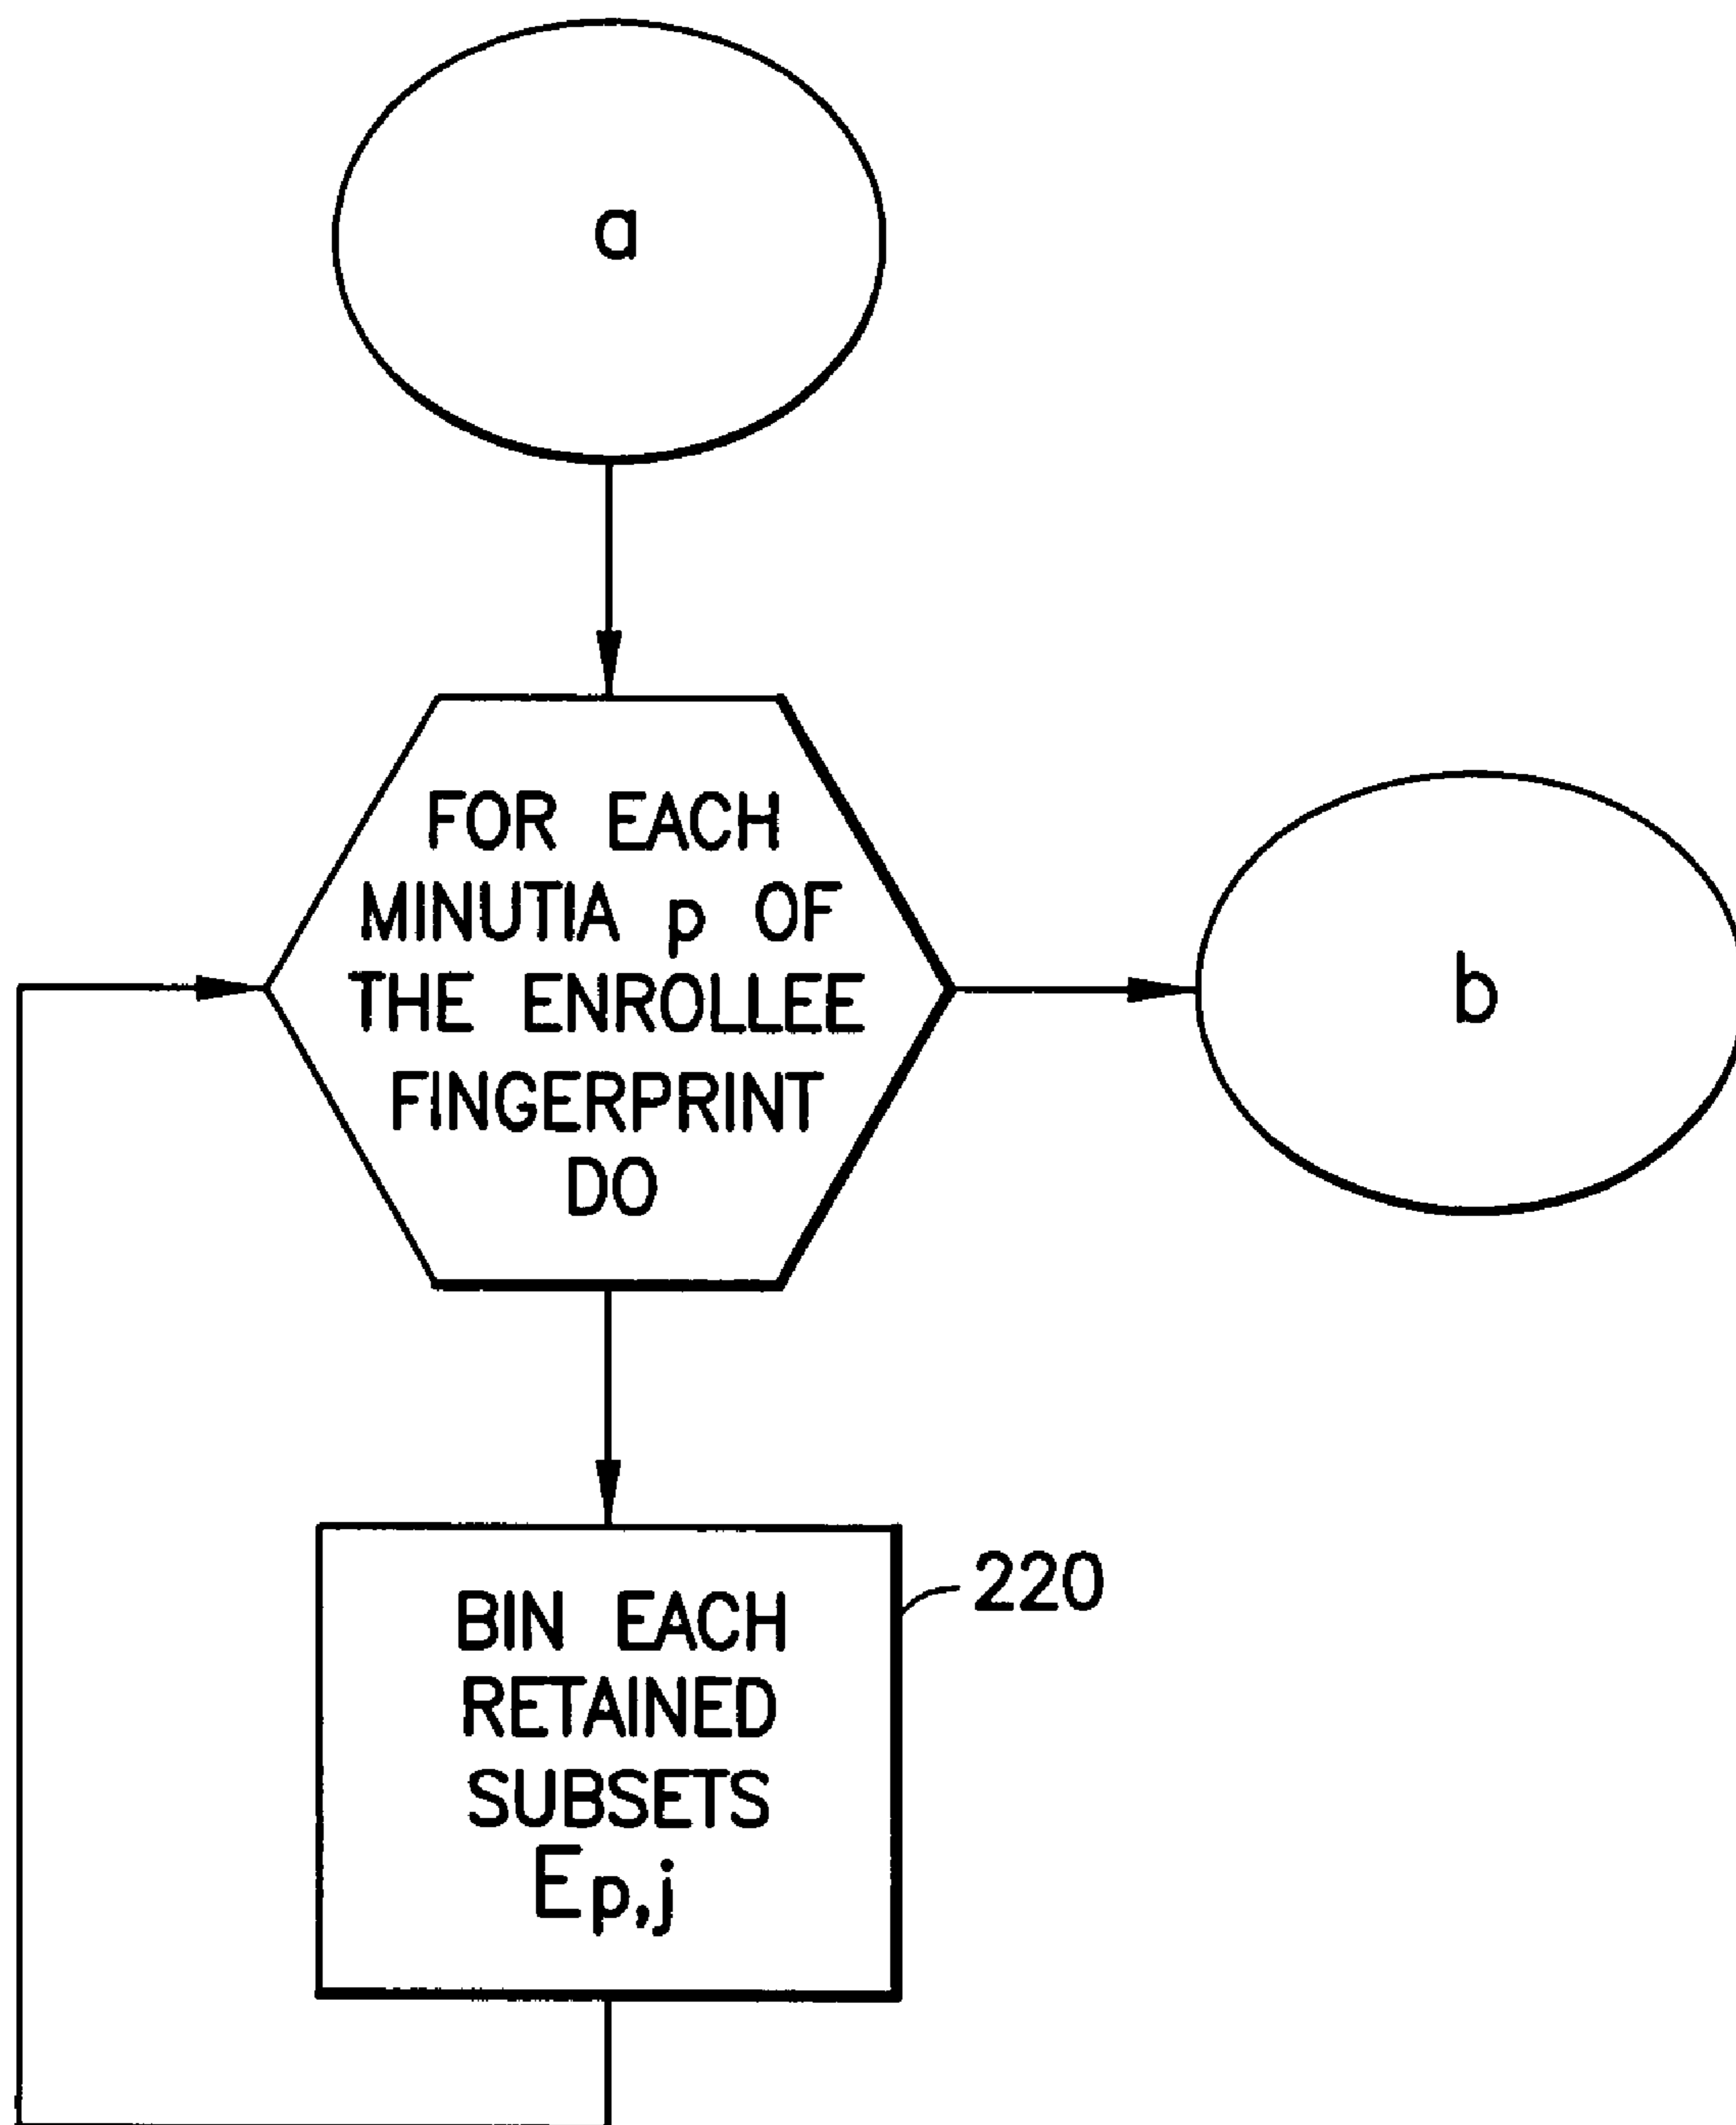 a
FOR EACH
MINUTIA p OF
THE ENROLLEE
FINGERPRINT
DO
b
BIN EACH
RETAINED
SUBSETS
Ep,j
220